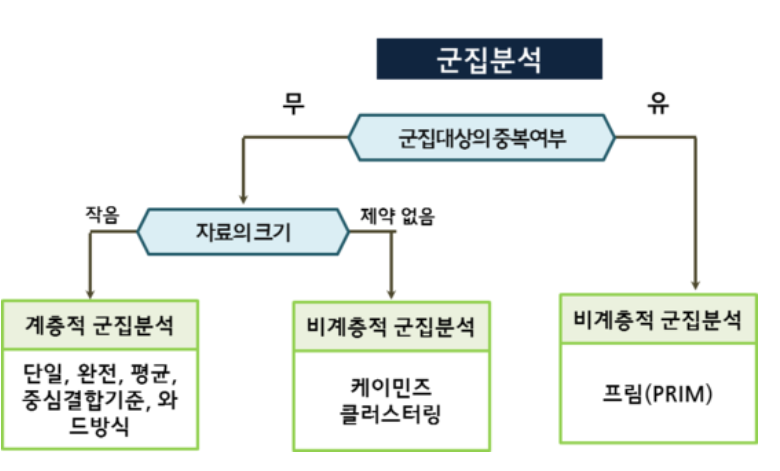 군집분석
무
유
군집대상의 중복여부
작음
자료의 크기
제약 없음
계층적 군집분석
단일, 완전, 평균,
중심결합기준, 와
드방식
비계층적 군집분석
케이민즈
클러스터링
비계층적 군집분석
프림(PRIM)